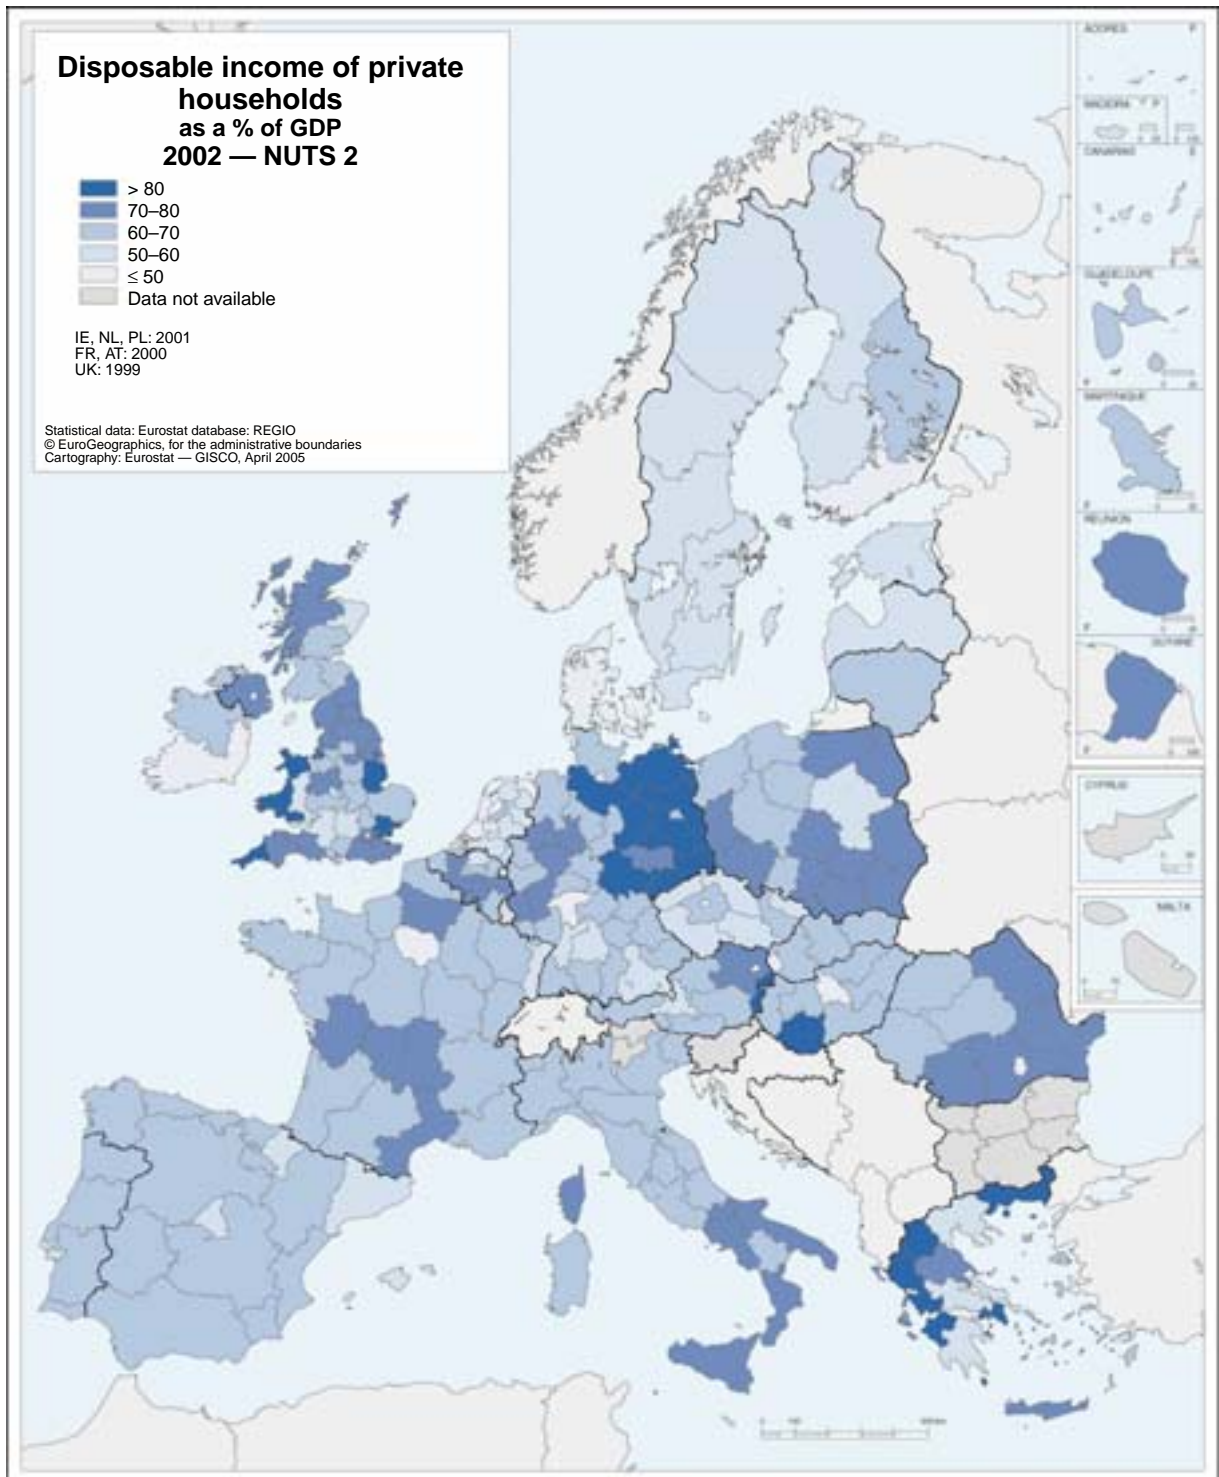 Disposable income of private
households
as a % of GDP
2002 — NUTS 2
> 80
70–80
60–70
50–60
≤ 50
Data not available
IE, NL, PL: 2001
FR, AT: 2000
UK: 1999
Statistical data: Eurostat database: REGIO
© EuroGeographics, for the administrative boundaries
Cartography: Eurostat — GISCO, April 2005
ACORES P
MADEIRA P
CANARIAS E
GUADELOUPE
F
MARTINIQUE
F
REUNION
F
GUYANE
F
CYPRUS
MALTA
0 100